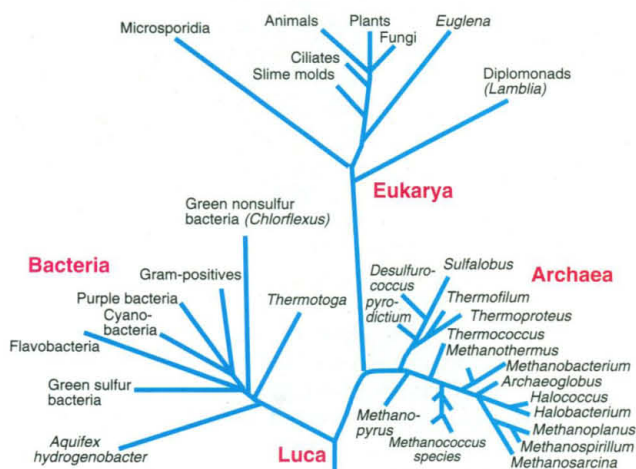 Microsporidia
Animals
Plants
Fungi
Euglena
Ciliates
Slime molds
Diplomonads
(Lamblia)
Eukarya
Green nonsulfur
bacteria (Chlorflexus)
Bacteria
Gram-positives
Purple bacteria
Cyano-
bacteria
Flavobacteria
Green sulfur
bacteria
Aquifex
hydrogenobacter
Thermotoga
Luca
Archaea
Desulfuro-
coccus
pyro-
dictium
Sulfalobus
Thermofilum
Thermoproteus
Thermococcus
Methanothermus
Methanobacterium
Archaeoglobus
Halococcus
Halobacterium
Methanoplanus
Methanospirillum
Methanosarcina
Methano-
pyrus
Methanococcus
species